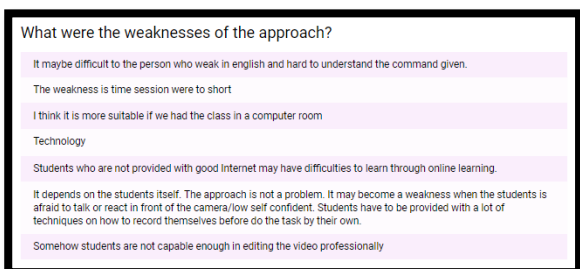 What were the weaknesses of the approach?
It maybe difficult to the person who weak in english and hard to understand the command given.
The weakness is time session were to short
I think it is more suitable if we had the class in a computer room
Technology
Students who are not provided with good Internet may have difficulties to learn through online learning.
It depends on the students itself. The approach is not a problem. It may become a weakness when the students is
afraid to talk or react in front of the camera/low self confident. Students have to be provided with a lot of
techniques on how to record themselves before do the task by their own.
Somehow students are not capable enough in editing the video professionally